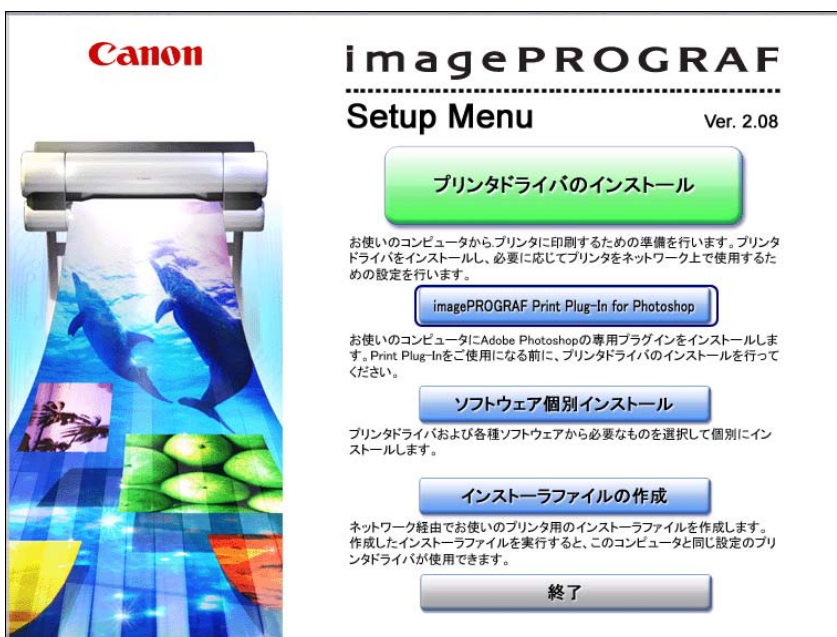 Canon
imagePROGRAF
Setup Menu
Ver. 2.08
プリンタドライバのインストール
お使いのコンピュータからプリンタに印刷するための準備を行います。プリンタ
ドライバをインストールし、必要に応じてプリンタをネットワーク上で使用するた
めの設定を行います。
imagePROGRAF Print Plug-In for Photoshop
お使いのコンピュータにAdobe Photoshopの専用プラグインをインストールしま
す。Print Plug-Inをご使用になる前に、プリンタドライバのインストールを行って
ください。
ソフトウェア個別インストール
プリンタドライバおよび各種ソフトウェアから必要なものを選択して個別にイン
ストールします。
インストーラファイルの作成
ネットワーク経由でお使いのプリンタ用のインストーラファイルを作成します。
作成したインストーラファイルを実行すると、このコンピュータと同じ設定のプリ
ンタドライバが使用できます。
終了